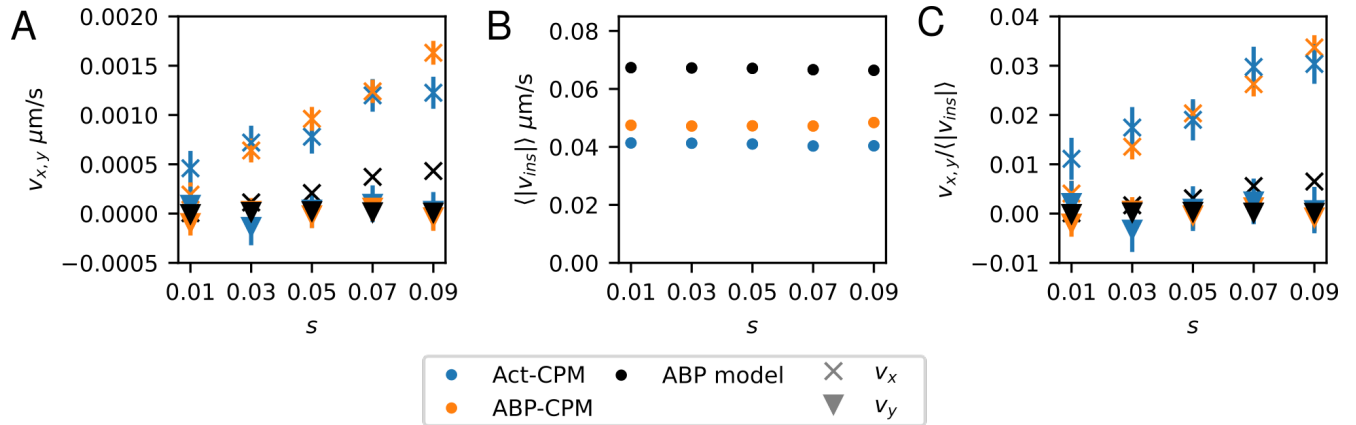 A
0.0020
0.0015
0.0010
0.0005
0.0000
−0.0005
v_{x,y} μm/s
0.01 0.03 0.05 0.07 0.09
s
B
0.08
0.06
0.04
0.02
0.00
⟨|v_{ins}|⟩ μm/s
0.01 0.03 0.05 0.07 0.09
s
C
0.04
0.03
0.02
0.01
0.00
−0.01
v_{x,y}/⟨|v_{ins}|⟩
0.01 0.03 0.05 0.07 0.09
s
Act-CPM ABP model v_x
ABP-CPM v_y